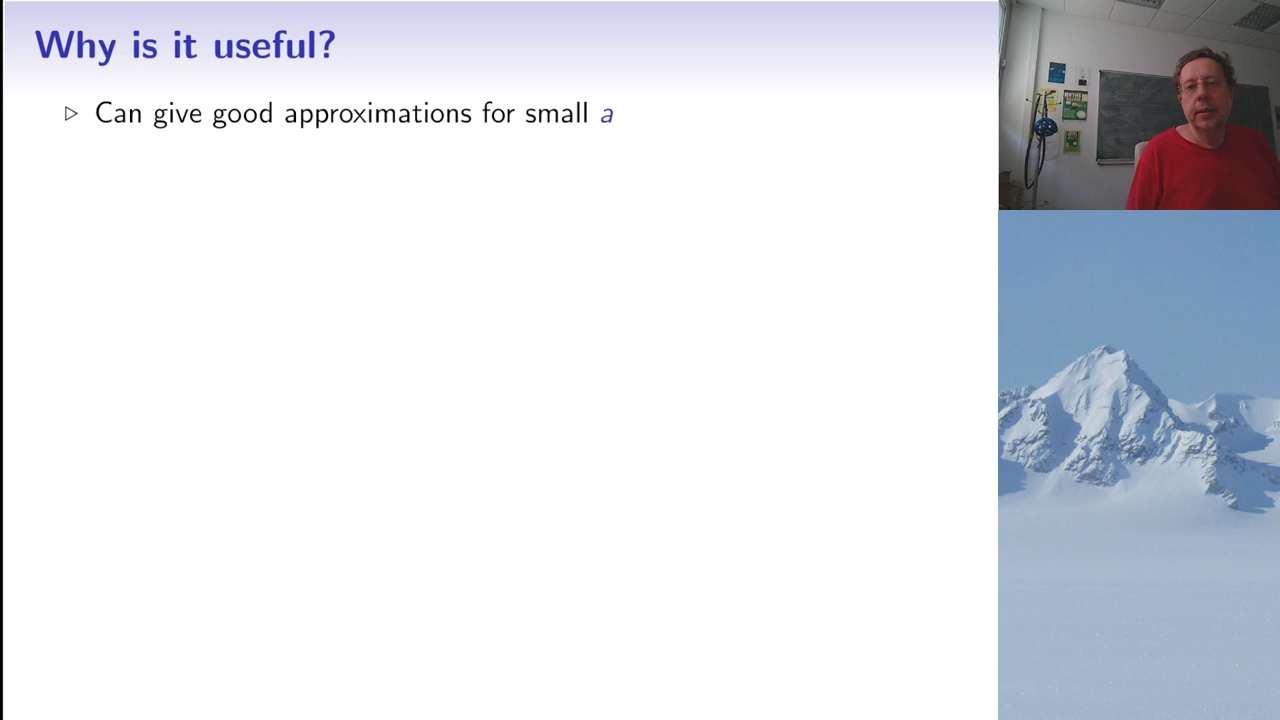 Why is it useful?
▷ Can give good approximations for small a